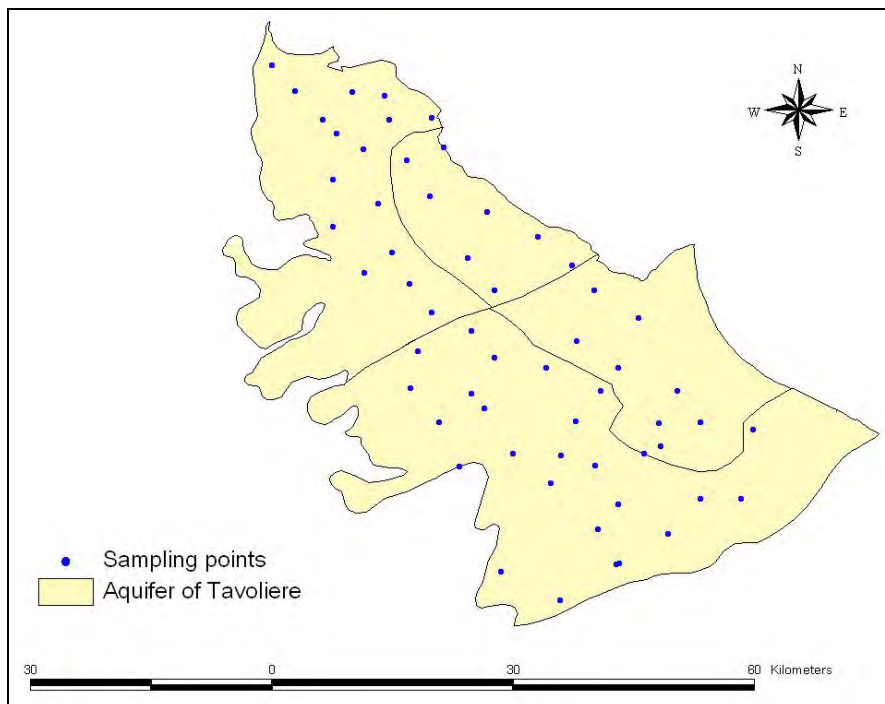 N
W E
S
Sampling points
Aquifer of Tavoliere
30 0 30 60 Kilometers